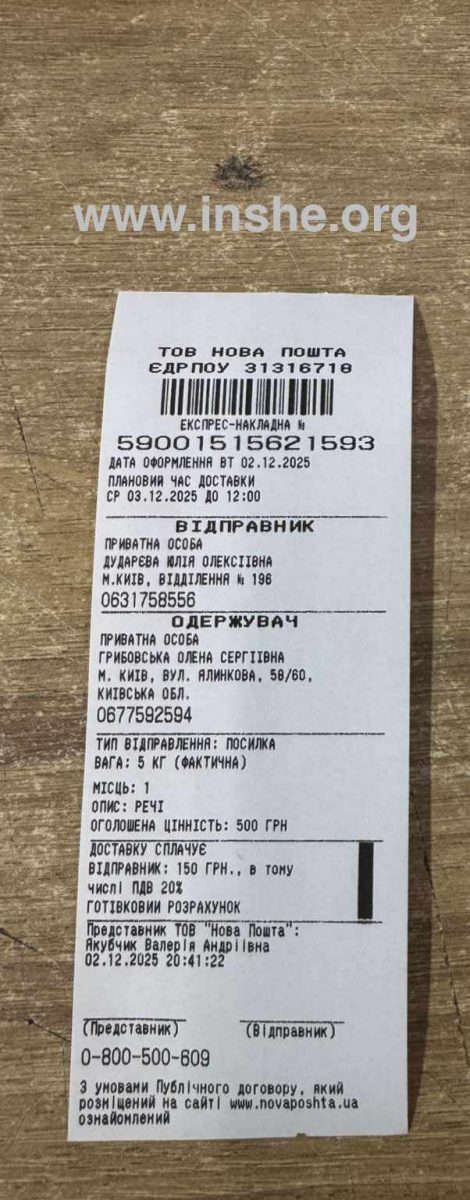 www.inshe.org
ТОВ НОВА ПОШТА
ЄДРПОУ 31316718
ЕКСПРЕС-НАКЛАДНА №
59001515621593
ДАТА ОФОРМЛЕННЯ ВТ 02.12.2025
ПЛАНОВИЙ ЧАС ДОСТАВКИ
СР 03.12.2025 ДО 12:00
ВІДПРАВНИК
ПРИВАТНА ОСОБА
ДУДАРЄВА ЮЛІЯ ОЛЕКСІЇВНА
М.КИЇВ, ВІДДІЛЕННЯ № 196
0631758556
ОДЕРЖУВАЧ
ПРИВАТНА ОСОБА
ГРИБОВСЬКА ОЛЕНА СЕРГІЇВНА
М. КИЇВ, ВУЛ. ЯЛИНКОВА, 58/60,
КИЇВСЬКА ОБЛ.
0677592594
ТИП ВІДПРАВЛЕННЯ: ПОСИЛКА
ВАГА: 5 КГ (ФАКТИЧНА)
МІСЦЬ: 1
ОПИС: РЕЧІ
ОГОЛОШЕНА ЦІННІСТЬ: 500 ГРН
ДОСТАВКУ СПЛАЧУЄ
ВІДПРАВНИК: 150 ГРН., в тому
числі ПДВ 20%
ГОТІВКОВИЙ РОЗРАХУНОК
Представник ТОВ "Нова Пошта":
Якубчик Валерія Андріївна
02.12.2025 20:41:22
(Представник) (Відправник)
0-800-500-609
З умовами Публічного договору, який
розміщений на сайті www.novaposhta.ua
ознайомлений